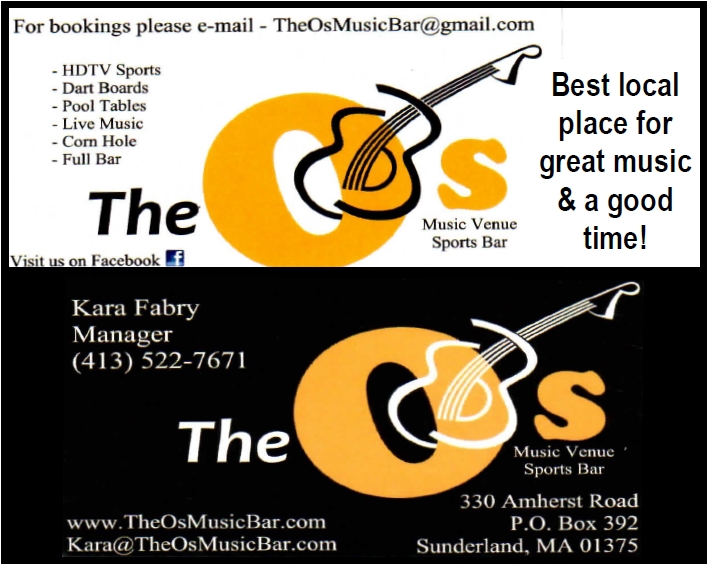 For bookings please e-mail - TheOsMusicBar@gmail.com
- HDTV Sports
- Dart Boards
- Pool Tables
- Live Music
- Corn Hole
- Full Bar
The Os
Music Venue
Sports Bar
Visit us on Facebook f
Best local
place for
great music
& a good
time!
Kara Fabry
Manager
(413) 522-7671
The Os
Music Venue
Sports Bar
www.TheOsMusicBar.com
Kara@TheOsMusicBar.com
330 Amherst Road
P.O. Box 392
Sunderland, MA 01375